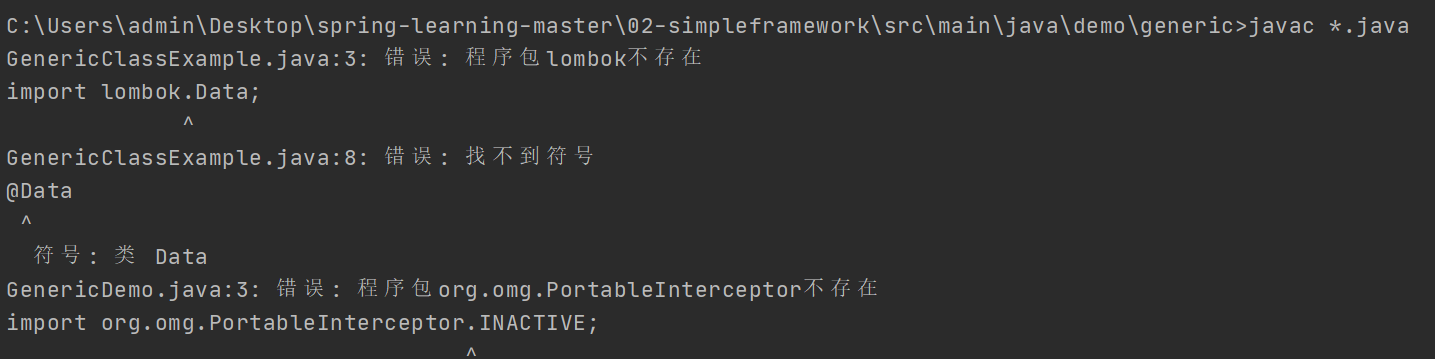 C:\Users\admin\Desktop\spring-learning-master\02-simpleframework\src\main\java\demo\generic>javac *.java
GenericClassExample.java:3: 错误: 程序包lombok不存在
import lombok.Data;
^
GenericClassExample.java:8: 错误: 找不到符号
@Data
^
符号: 类 Data
GenericDemo.java:3: 错误: 程序包org.omg.PortableInterceptor不存在
import org.omg.PortableInterceptor.INACTIVE;
^